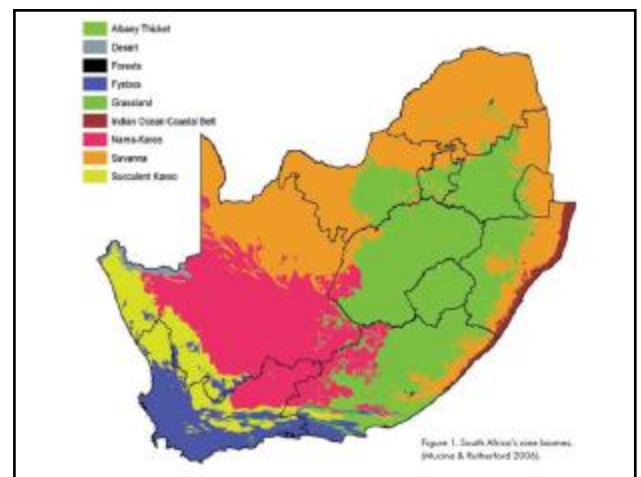 Albany Thicket
Desert
Forests
Fynbos
Grassland
Indian Ocean Coastal Belt
Nama-Karoo
Savanna
Succulent Karoo
Figure 1. South Africa's nine biomes.
(Mucina & Rutherford 2006).